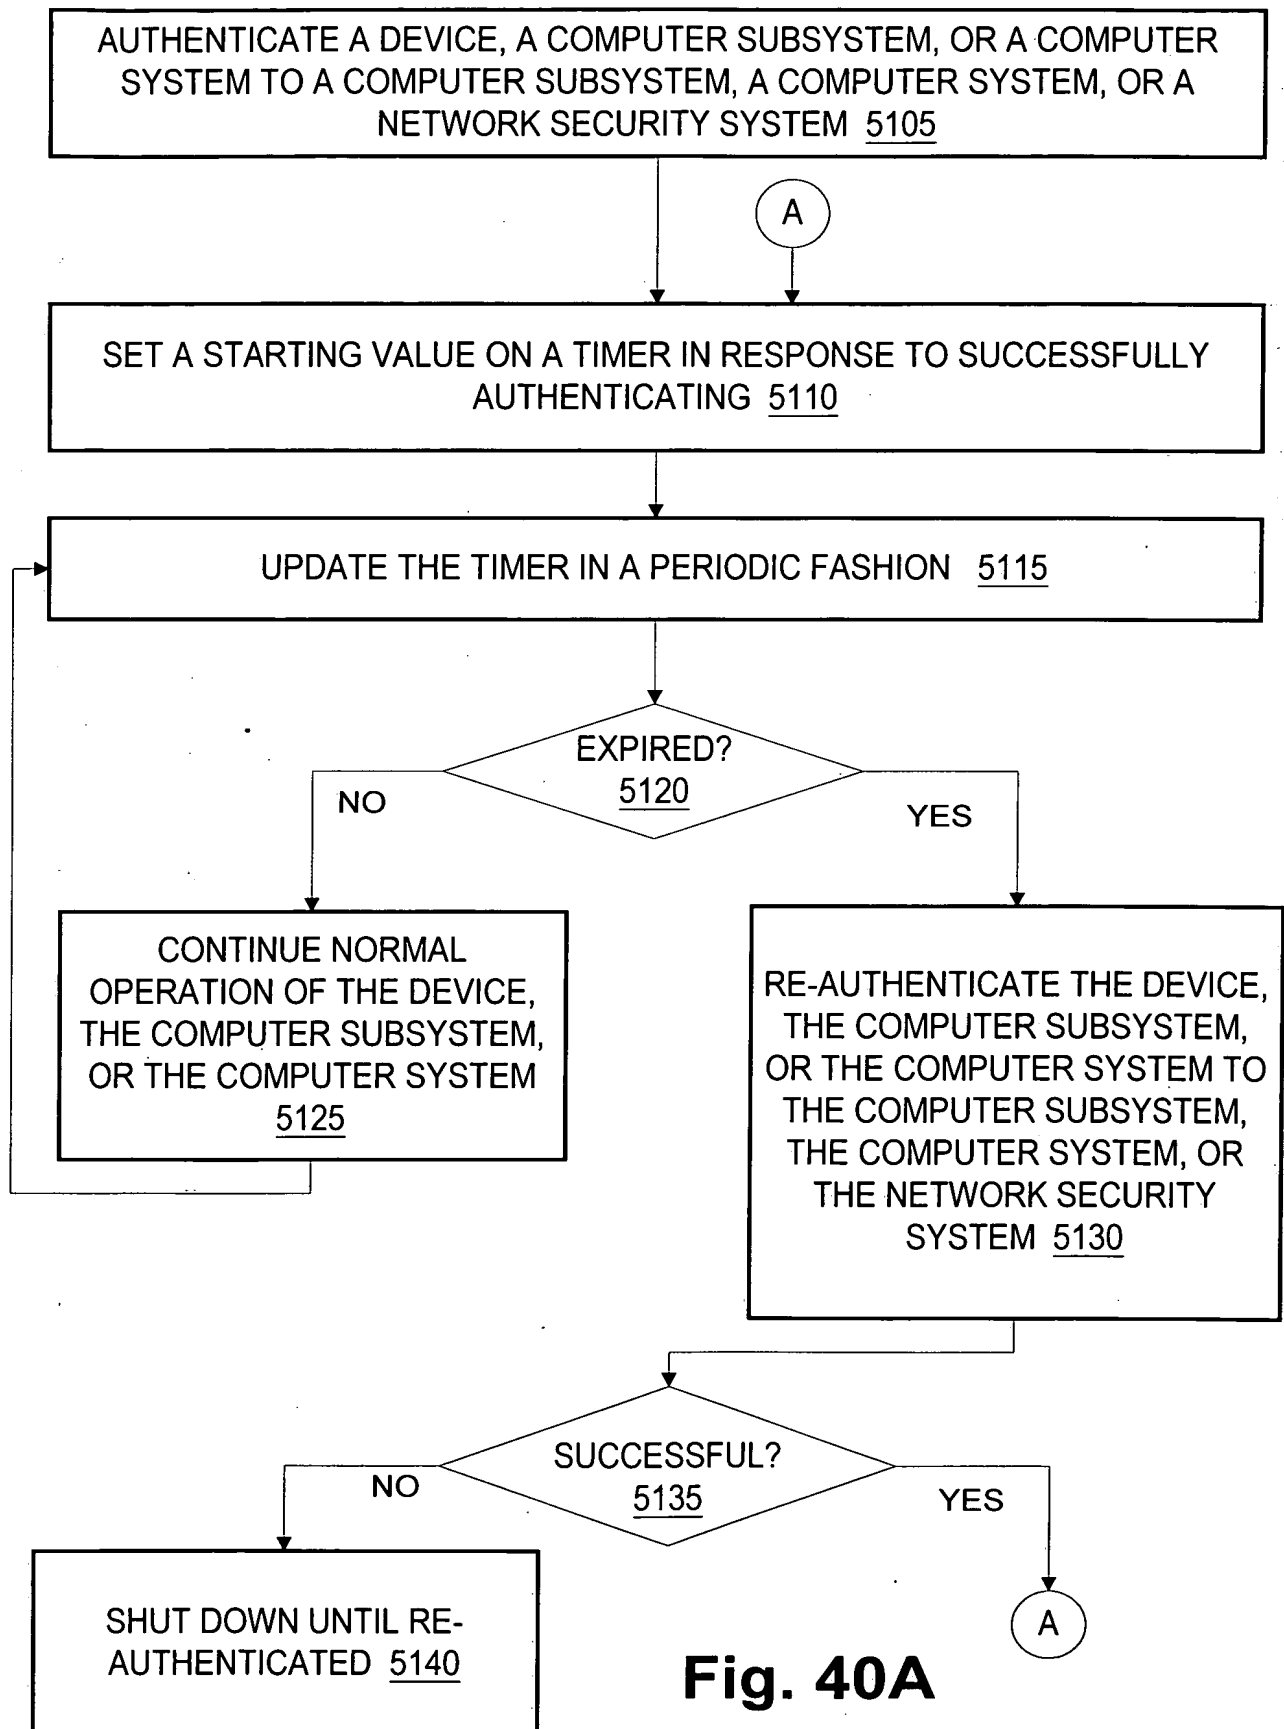 AUTHENTICATE A DEVICE, A COMPUTER SUBSYSTEM, OR A COMPUTER
SYSTEM TO A COMPUTER SUBSYSTEM, A COMPUTER SYSTEM, OR A
NETWORK SECURITY SYSTEM 5105
A
SET A STARTING VALUE ON A TIMER IN RESPONSE TO SUCCESSFULLY
AUTHENTICATING 5110
UPDATE THE TIMER IN A PERIODIC FASHION 5115
EXPIRED?
5120
NO
YES
CONTINUE NORMAL
OPERATION OF THE DEVICE,
THE COMPUTER SUBSYSTEM,
OR THE COMPUTER SYSTEM
5125
RE-AUTHENTICATE THE DEVICE,
THE COMPUTER SUBSYSTEM,
OR THE COMPUTER SYSTEM TO
THE COMPUTER SUBSYSTEM,
THE COMPUTER SYSTEM, OR
THE NETWORK SECURITY
SYSTEM 5130
SUCCESSFUL?
5135
NO
YES
SHUT DOWN UNTIL RE-
AUTHENTICATED 5140
A
Fig. 40A